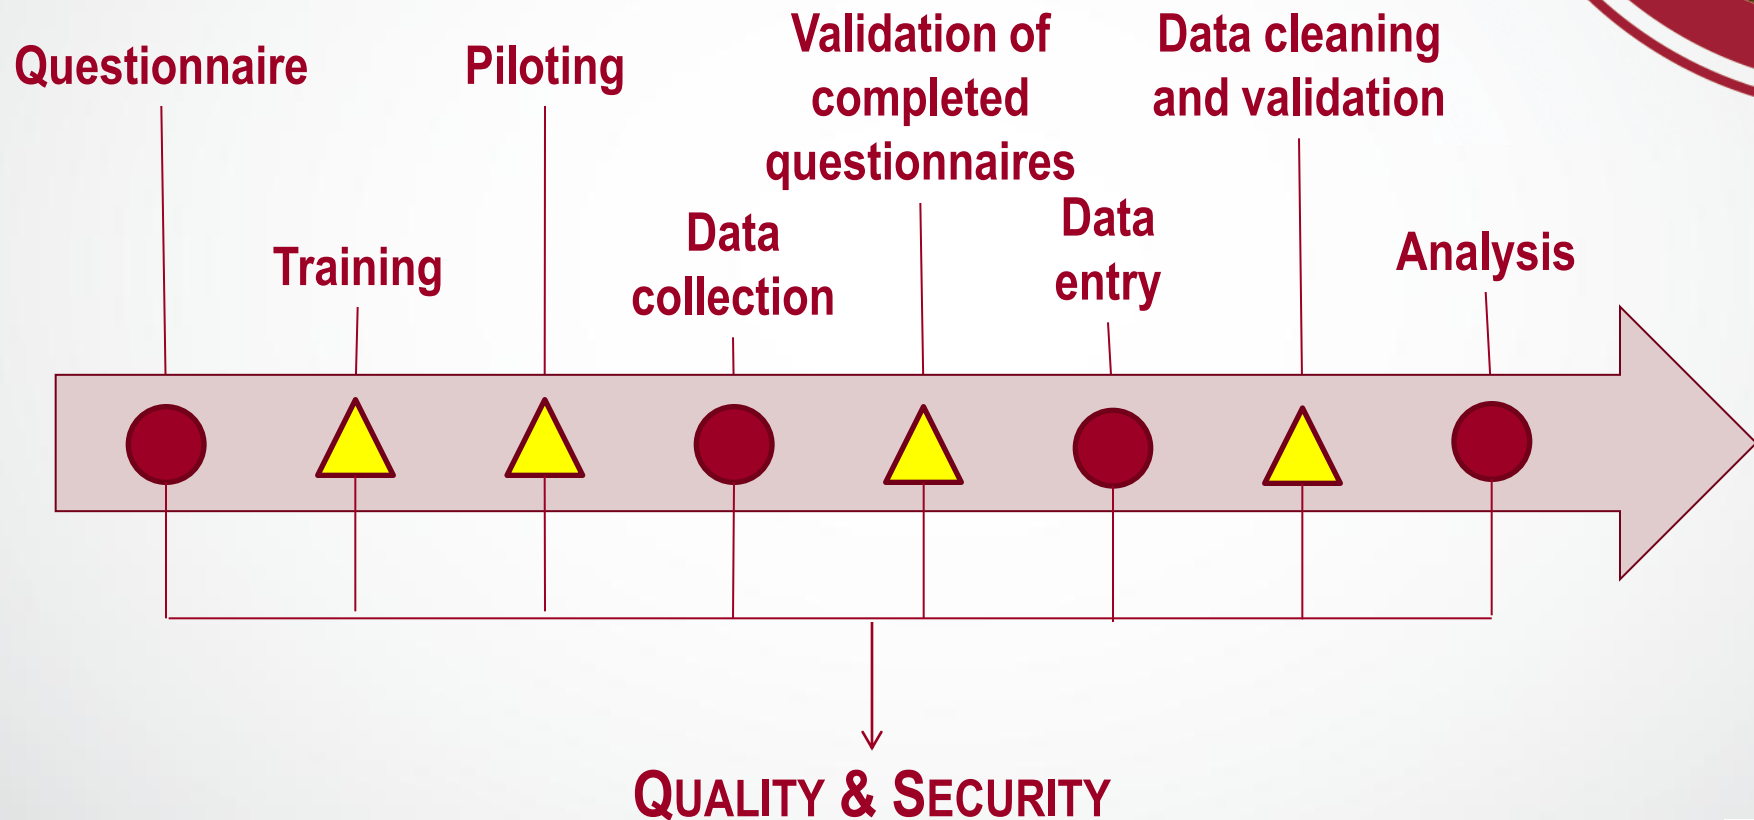 Questionnaire
Training
Piloting
Data
collection
Validation of
completed
questionnaires
Data
entry
Data cleaning
and validation
Analysis
QUALITY & SECURITY